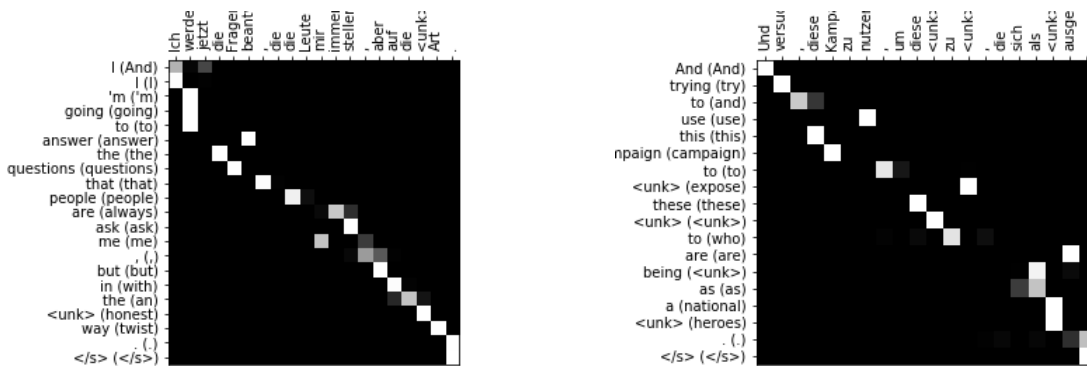 Ich werde jetzt die Fragen beant , die die Leute mir immer stellen , aber auf die <unk> Art .
I (And)
I (I)
'm ('m)
going (going)
to (to)
answer (answer)
the (the)
questions (questions)
that (that)
people (people)
are (always)
ask (ask)
me (me)
, (,)
but (but)
in (with)
the (an)
<unk> (honest)
way (twist)
. (.)
</s> (</s>)
Und versuc , diese Kampa zu nutzen , um diese <unk> zu <unk> , die sich als <unk> ausge
And (And)
trying (try)
to (and)
use (use)
this (this)
npaign (campaign)
to (to)
<unk> (expose)
these (these)
<unk> (<unk>)
to (who)
are (are)
being (<unk>)
as (as)
a (national)
<unk> (heroes)
. (.)
</s> (</s>)